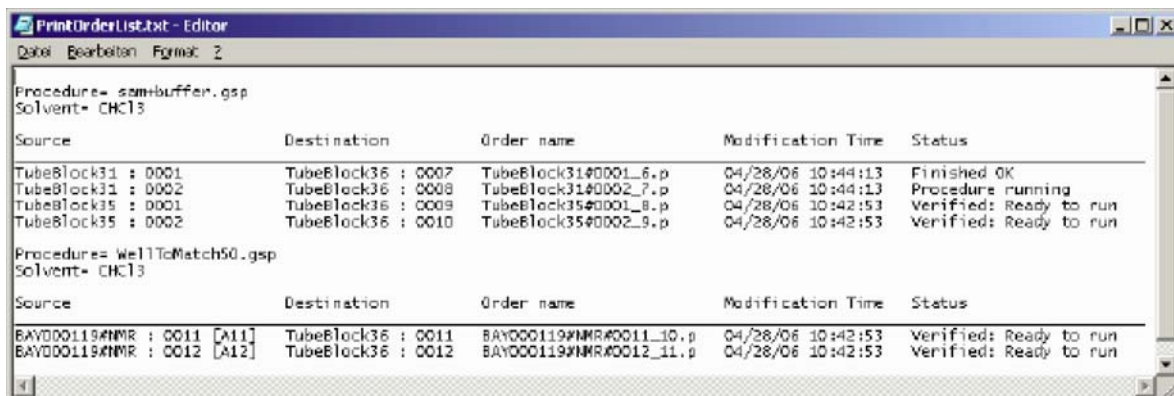 PrintOrderList.txt - Editor
Datei Bearbeiten Format ?
Procedure= sam+buffer.gsp
Solvent= CHCl3
Source Destination Order name Modification Time Status
TubeBlock31 : 0001 TubeBlock36 : 0007 TubeBlock31#0001_6.p 04/28/06 10:44:13 Finished OK
TubeBlock31 : 0002 TubeBlock36 : 0008 TubeBlock31#0002_7.p 04/28/06 10:44:13 Procedure running
TubeBlock35 : 0001 TubeBlock36 : 0009 TubeBlock35#0001_8.p 04/28/06 10:42:53 Verified: Ready to run
TubeBlock35 : 0002 TubeBlock36 : 0010 TubeBlock35#0002_9.p 04/28/06 10:42:53 Verified: Ready to run
Procedure= WellToMatch50.gsp
Solvent= CHCl3
Source Destination Order name Modification Time Status
BAY000119#NMR : 0011 [A11] TubeBlock36 : 0011 BAY000119#NMR#0011_10.p 04/28/06 10:42:53 Verified: Ready to run
BAY000119#NMR : 0012 [A12] TubeBlock36 : 0012 BAY000119#NMR#0012_11.p 04/28/06 10:42:53 Verified: Ready to run